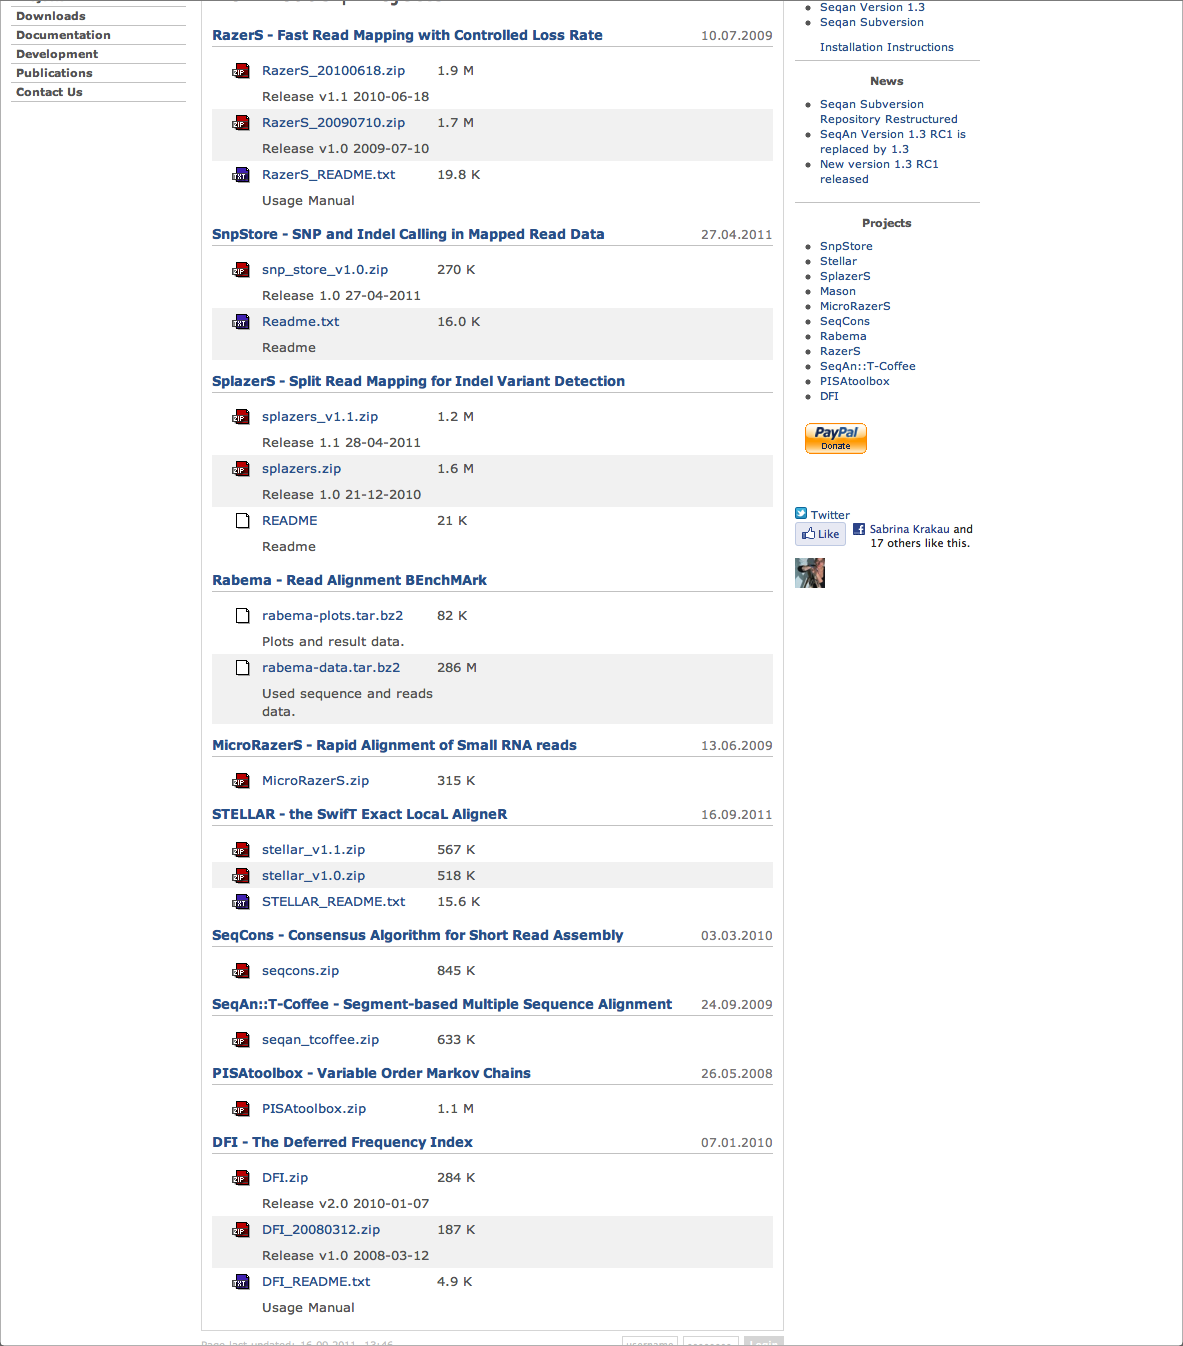 Downloads
Documentation
Development
Publications
Contact Us
RazerS - Fast Read Mapping with Controlled Loss Rate 10.07.2009
RazerS_20100618.zip 1.9 M
Release v1.1 2010-06-18
RazerS_20090710.zip 1.7 M
Release v1.0 2009-07-10
RazerS_README.txt 19.8 K
Usage Manual
SnpStore - SNP and Indel Calling in Mapped Read Data 27.04.2011
snp_store_v1.0.zip 270 K
Release 1.0 27-04-2011
Readme.txt 16.0 K
Readme
SplazerS - Split Read Mapping for Indel Variant Detection
splazers_v1.1.zip 1.2 M
Release 1.1 28-04-2011
splazers.zip 1.6 M
Release 1.0 21-12-2010
README 21 K
Readme
Rabema - Read Alignment BEnchMArk
rabema-plots.tar.bz2 82 K
Plots and result data.
rabema-data.tar.bz2 286 M
Used sequence and reads
data.
MicroRazerS - Rapid Alignment of Small RNA reads 13.06.2009
MicroRazerS.zip 315 K
STELLAR - the SwifT Exact LocaL AligneR 16.09.2011
stellar_v1.1.zip 567 K
stellar_v1.0.zip 518 K
STELLAR_README.txt 15.6 K
SeqCons - Consensus Algorithm for Short Read Assembly 03.03.2010
seqcons.zip 845 K
SeqAn::T-Coffee - Segment-based Multiple Sequence Alignment 24.09.2009
seqan_tcoffee.zip 633 K
PISAtoolbox - Variable Order Markov Chains 26.05.2008
PISAtoolbox.zip 1.1 M
DFI - The Deferred Frequency Index 07.01.2010
DFI.zip 284 K
Release v2.0 2010-01-07
DFI_20080312.zip 187 K
Release v1.0 2008-03-12
DFI_README.txt 4.9 K
Usage Manual
Page last updated: 16.09.2011, 13:46
username
Login
Seqan Version 1.3
Seqan Subversion
Installation Instructions
News
Seqan Subversion
Repository Restructured
SeqAn Version 1.3 RC1 is
replaced by 1.3
New version 1.3 RC1
released
Projects
SnpStore
Stellar
SplazerS
Mason
MicroRazerS
SeqCons
Rabema
RazerS
SeqAn::T-Coffee
PISAtoolbox
DFI
PayPal
Donate
Twitter
Like
Sabrina Krakau and
17 others like this.